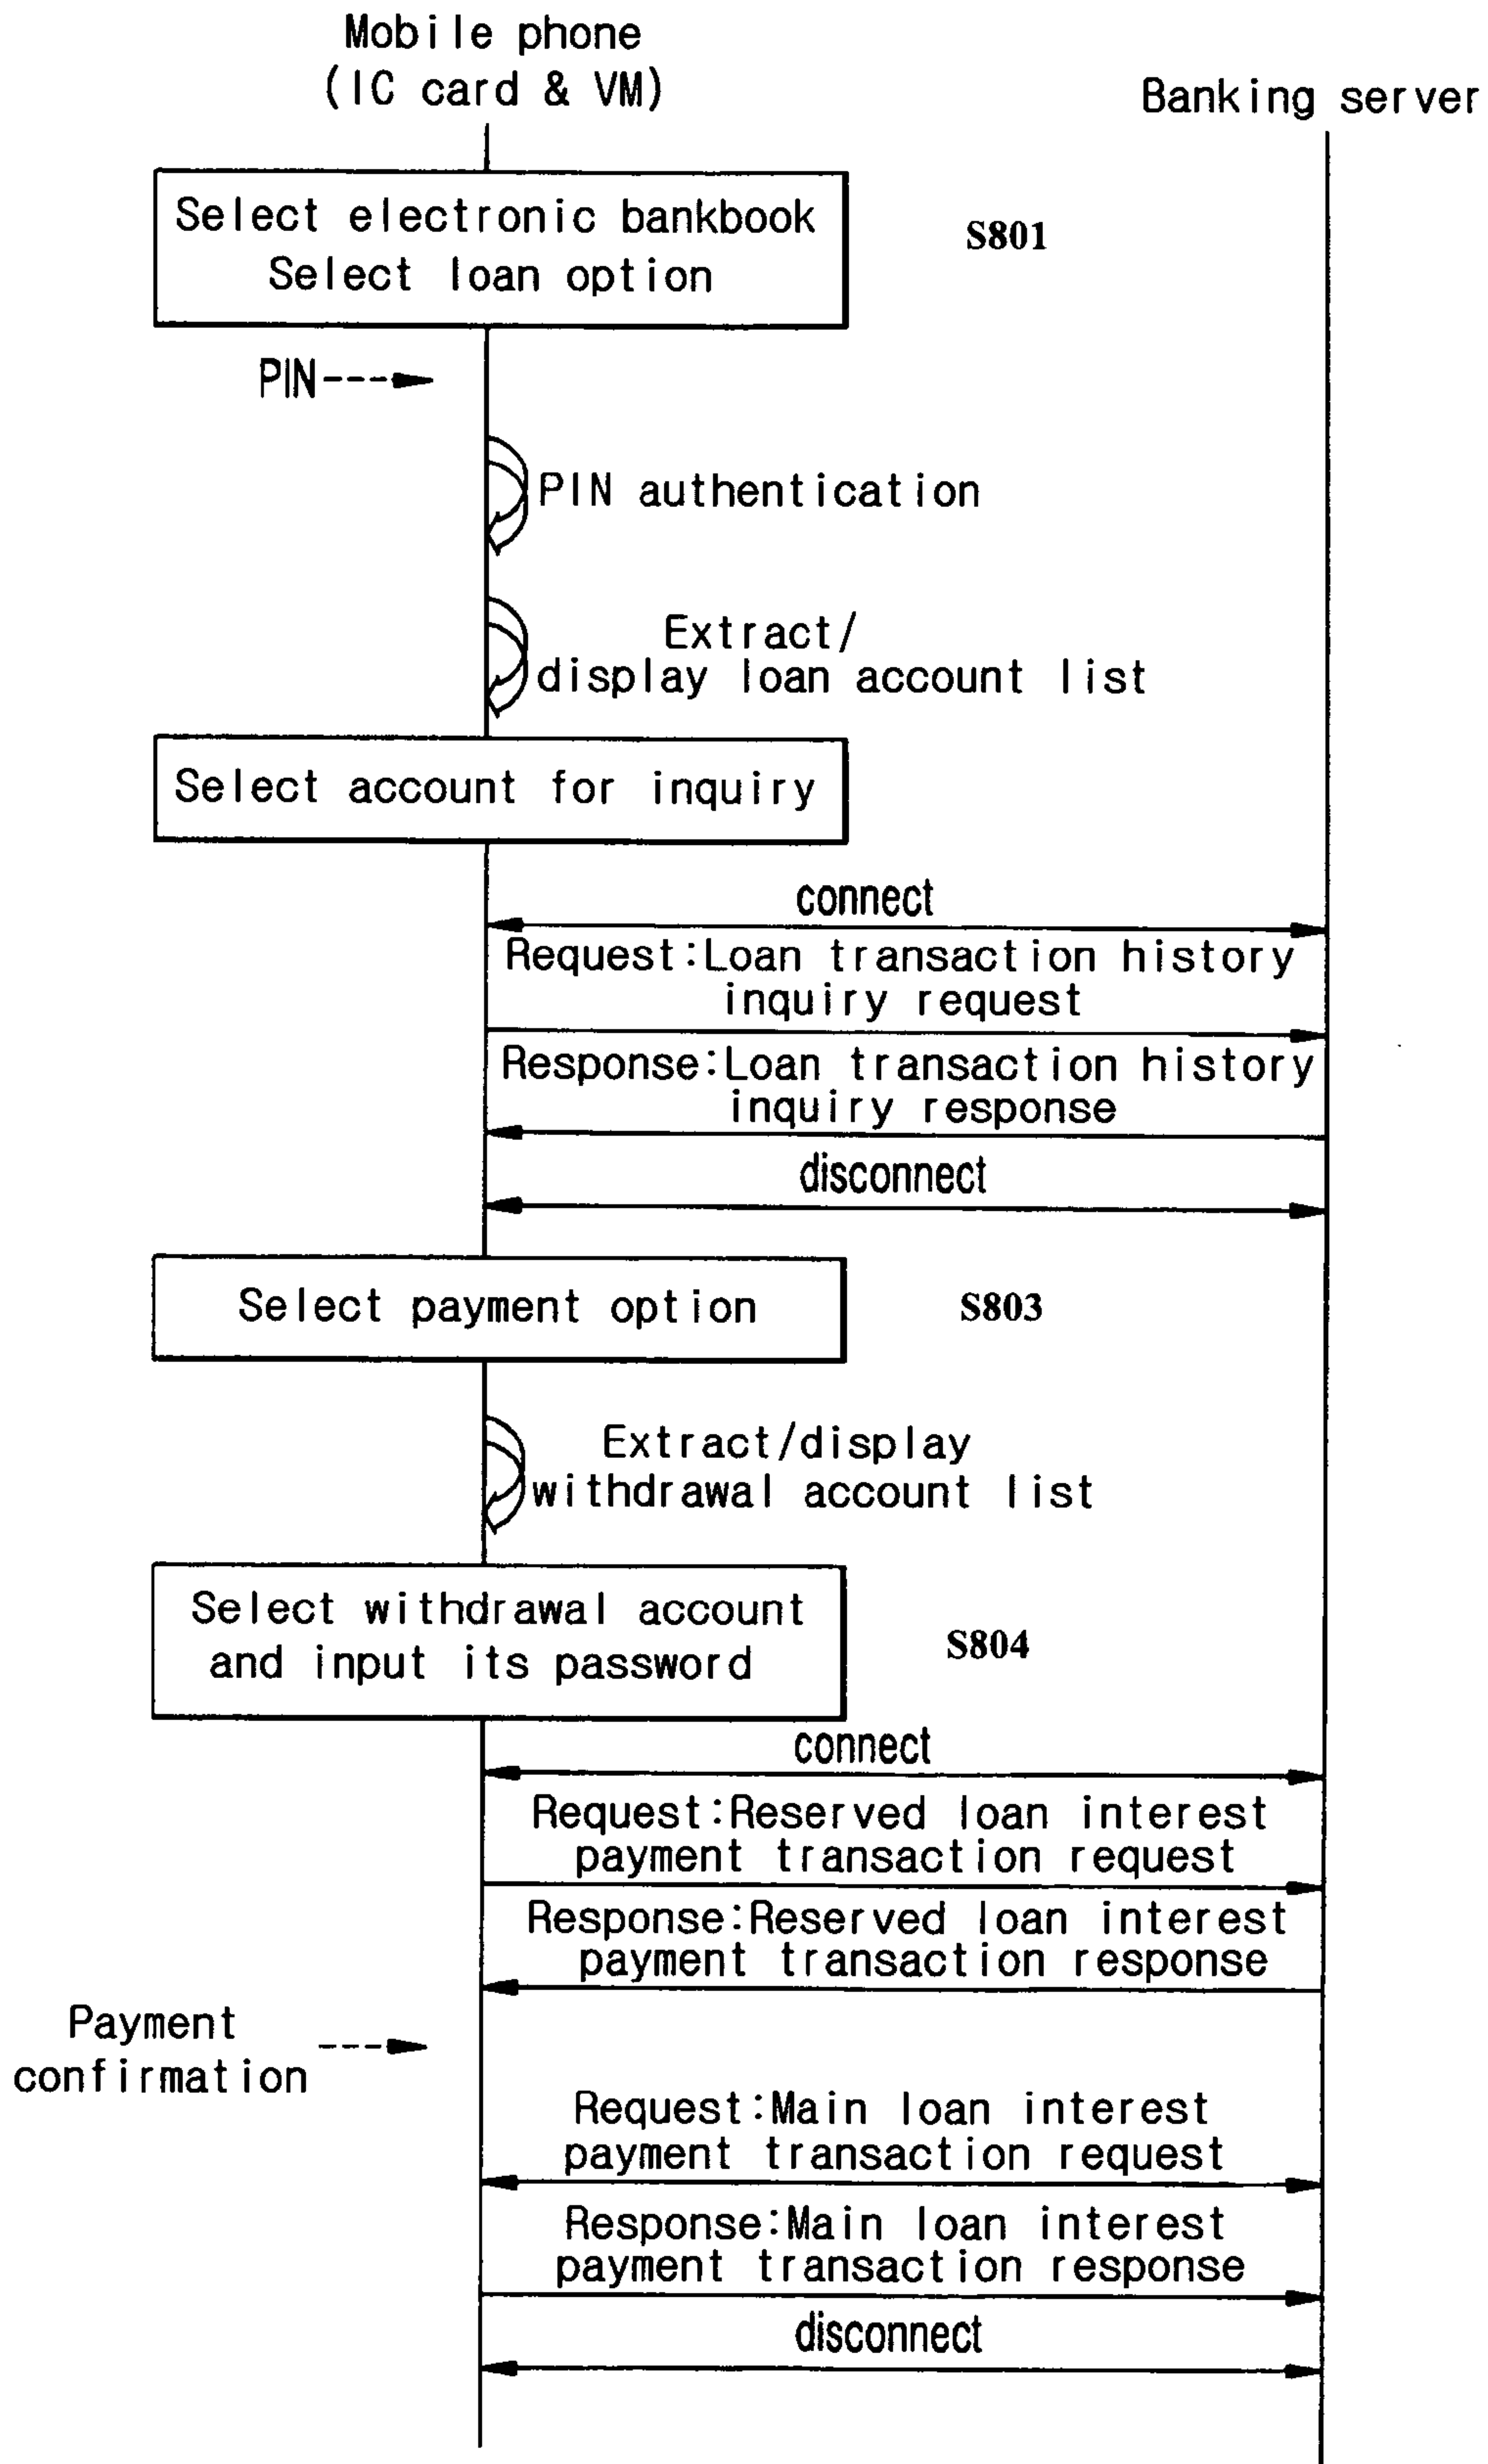 Mobile phone
(IC card & VM)
Banking server
Select electronic bankbook
Select loan option
S801
PIN
PIN authentication
Extract/
display loan account list
Select account for inquiry
connect
Request:Loan transaction history
inquiry request
Response:Loan transaction history
inquiry response
disconnect
Select payment option
S803
Extract/display
withdrawal account list
Select withdrawal account
and input its password
S804
connect
Request:Reserved loan interest
payment transaction request
Response:Reserved loan interest
payment transaction response
Payment
confirmation
Request:Main loan interest
payment transaction request
Response:Main loan interest
payment transaction response
disconnect